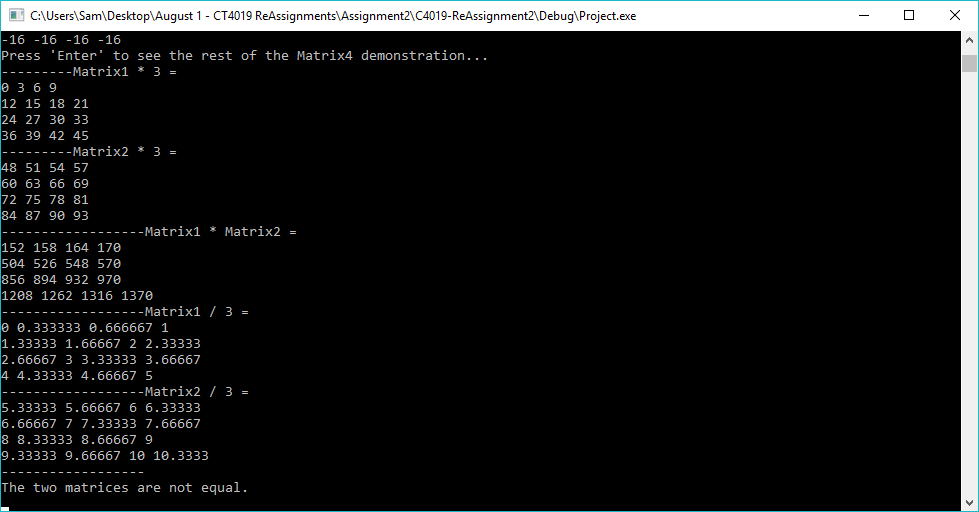 C:\Users\Sam\Desktop\August 1 - CT4019 ReAssignments\Assignment2\C4019-ReAssignment2\Debug\Project.exe
-16 -16 -16 -16
Press 'Enter' to see the rest of the Matrix4 demonstration...
---------Matrix1 * 3 =
0 3 6 9
12 15 18 21
24 27 30 33
36 39 42 45
---------Matrix2 * 3 =
48 51 54 57
60 63 66 69
72 75 78 81
84 87 90 93
------------------Matrix1 * Matrix2 =
152 158 164 170
504 526 548 570
856 894 932 970
1208 1262 1316 1370
------------------Matrix1 / 3 =
0 0.333333 0.666667 1
1.33333 1.66667 2 2.33333
2.66667 3 3.33333 3.66667
4 4.33333 4.66667 5
------------------Matrix2 / 3 =
5.33333 5.66667 6 6.33333
6.66667 7 7.33333 7.66667
8 8.33333 8.66667 9
9.33333 9.66667 10 10.3333
------------------
The two matrices are not equal.